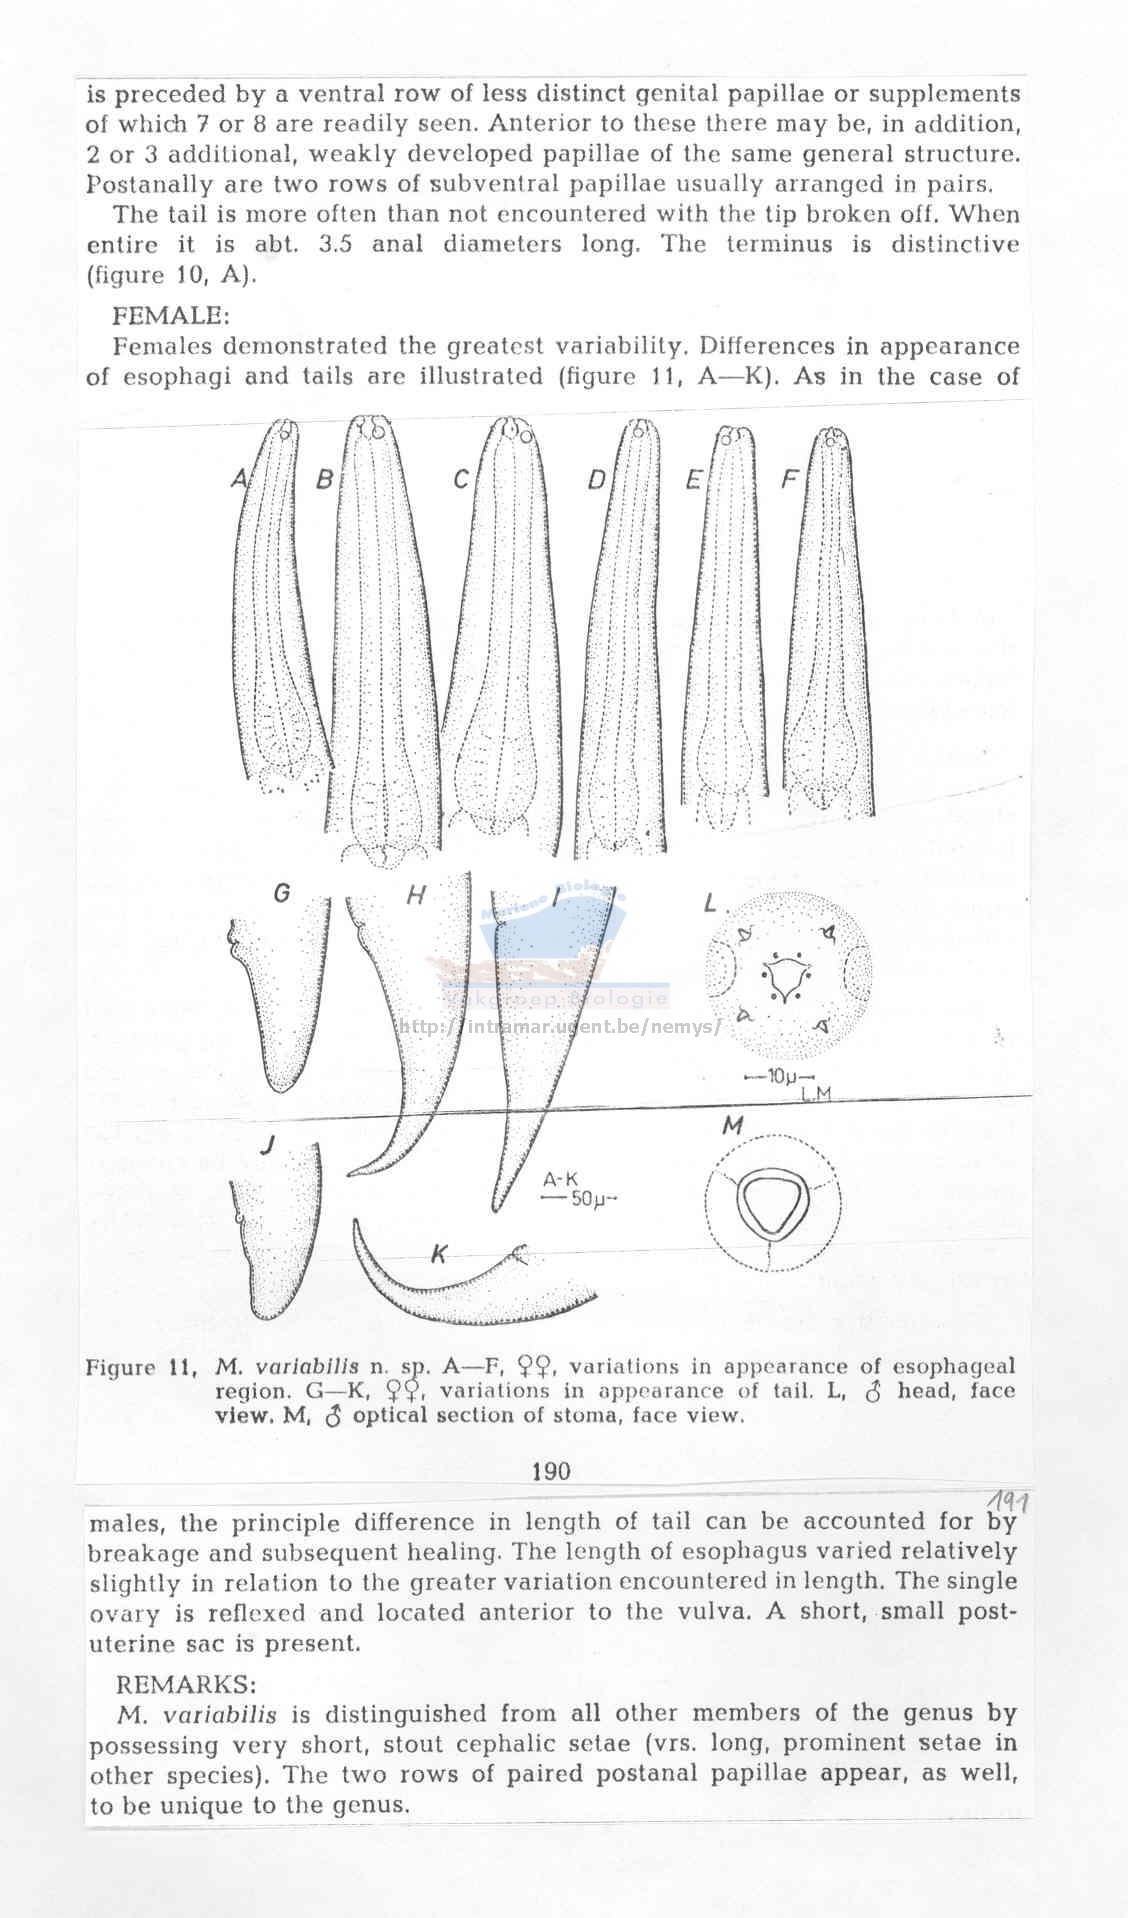 is preceded by a ventral row of less distinct genital papillae or supplements
of which 7 or 8 are readily seen. Anterior to these there may be, in addition,
2 or 3 additional, weakly developed papillae of the same general structure.
Postanally are two rows of subventral papillae usually arranged in pairs.
The tail is more often than not encountered with the tip broken off. When
entire it is abt. 3.5 anal diameters long. The terminus is distinctive
(figure 10, A).
FEMALE:
Females demonstrated the greatest variability. Differences in appearance
of esophagi and tails are illustrated (figure 11, A—K). As in the case of
A B C D E F
G H I L
Mariene Biologie
Vakgroep Biologie
http://intramar.ugent.be/nemys/
10µ
L.M
J M
A-K
50µ
K
Figure 11, M. variabilis n. sp. A—F, ♀♀, variations in appearance of esophageal
region. G—K, ♀♀, variations in appearance of tail. L, ♂ head, face
view. M, ♂ optical section of stoma, face view.
190
191
males, the principle difference in length of tail can be accounted for by
breakage and subsequent healing. The length of esophagus varied relatively
slightly in relation to the greater variation encountered in length. The single
ovary is reflexed and located anterior to the vulva. A short, small post-
uterine sac is present.
REMARKS:
M. variabilis is distinguished from all other members of the genus by
possessing very short, stout cephalic setae (vrs. long, prominent setae in
other species). The two rows of paired postanal papillae appear, as well,
to be unique to the genus.